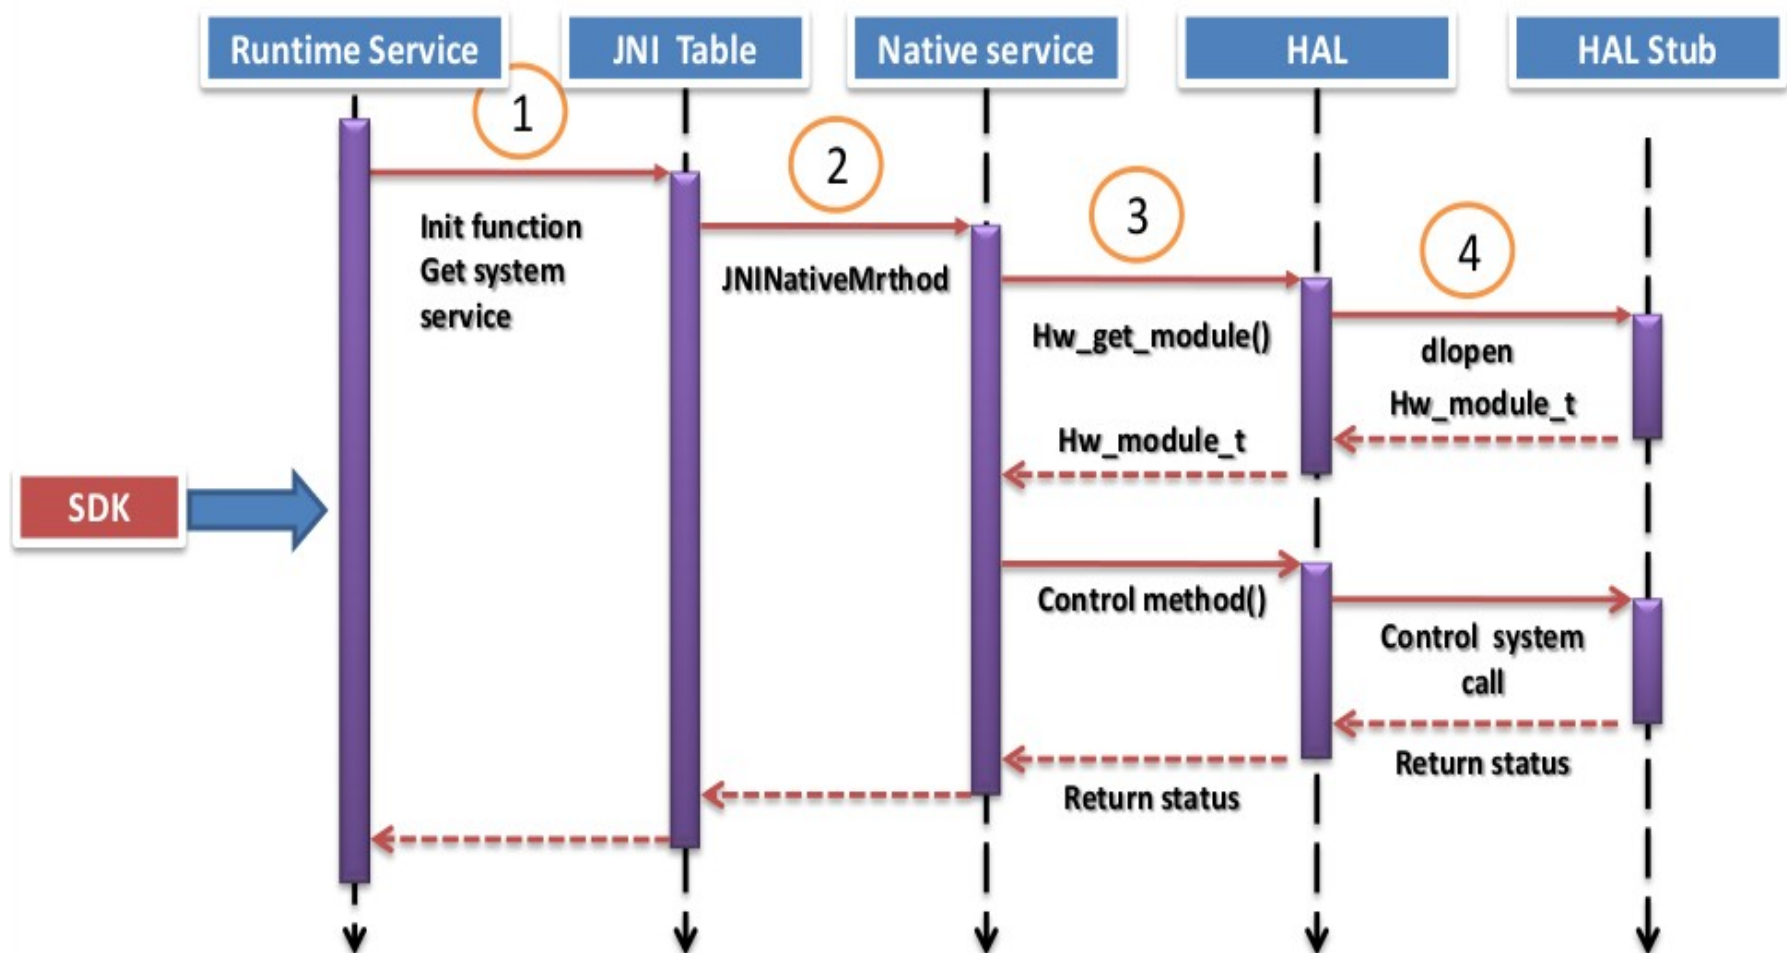 Runtime Service
JNI Table
Native service
HAL
HAL Stub
1
2
3
4
Init function
Get system
service
JNINativeMrthod
Hw_get_module()
dlopen
Hw_module_t
Hw_module_t
SDK
Control method()
Control system
call
Return status
Return status